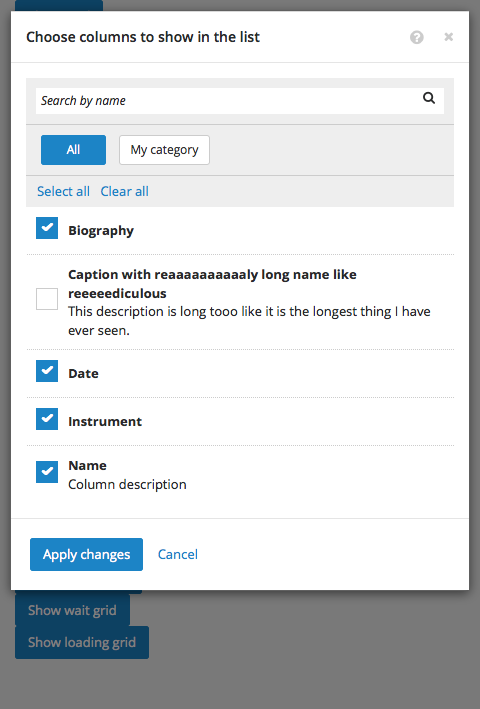 Choose columns to show in the list
Search by name
All
My category
Select all
Clear all
Biography
Caption with reaaaaaaaaaaly long name like
reeeeediculous
This description is long tooo like it is the longest thing I have
ever seen.
Date
Instrument
Name
Column description
Apply changes
Cancel
Show wait grid
Show loading grid